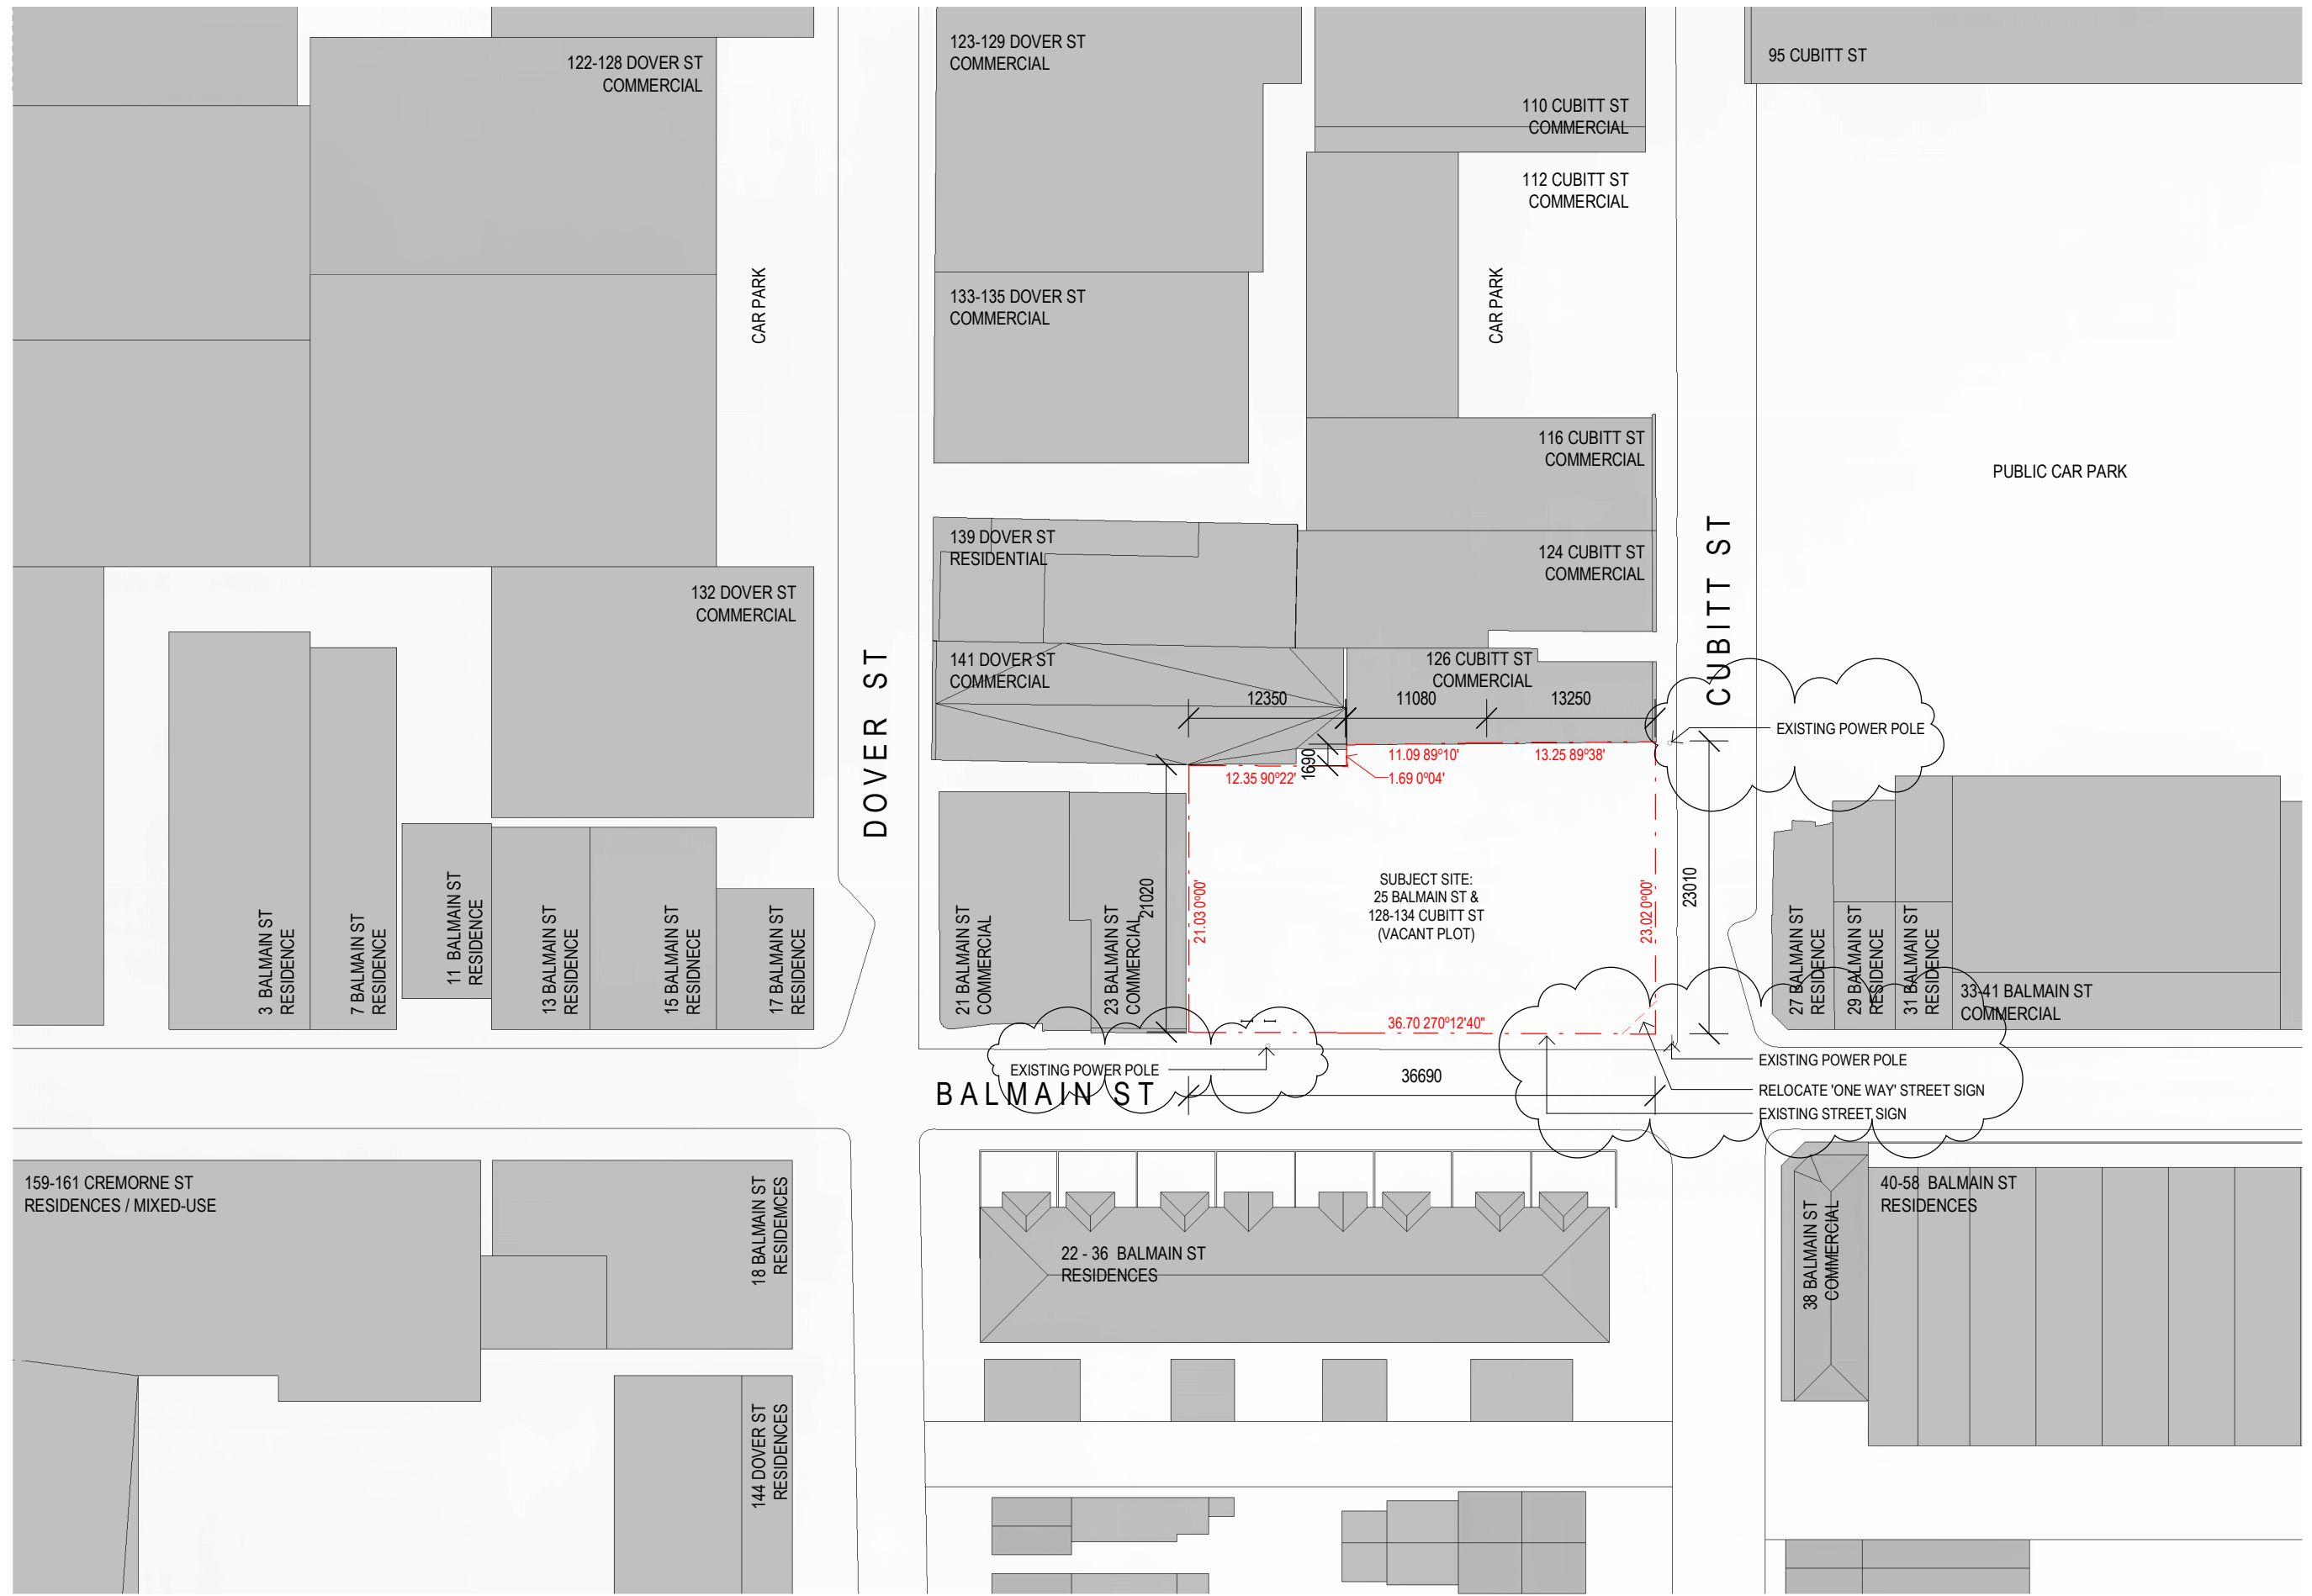 122-128 DOVER ST
COMMERCIAL
123-129 DOVER ST
COMMERCIAL
110 CUBITT ST
COMMERCIAL
95 CUBITT ST
112 CUBITT ST
COMMERCIAL
CAR PARK
133-135 DOVER ST
COMMERCIAL
CAR PARK
116 CUBITT ST
COMMERCIAL
PUBLIC CAR PARK
139 DOVER ST
RESIDENTIAL
124 CUBITT ST
COMMERCIAL
CUBITT ST
132 DOVER ST
COMMERCIAL
DOVER ST
141 DOVER ST
COMMERCIAL
126 CUBITT ST
COMMERCIAL
12350
11080
13250
EXISTING POWER POLE
1690
11.09 89°10'
13.25 89°38'
12.35 90°22'
1.69 0°04'
3 BALMAIN ST
RESIDENCE
7 BALMAIN ST
RESIDENCE
11 BALMAIN ST
RESIDENCE
13 BALMAIN ST
RESIDENCE
15 BALMAIN ST
RESIDNECE
17 BALMAIN ST
RESIDENCE
21 BALMAIN ST
COMMERCIAL
23 BALMAIN ST
COMMERCIAL
21020
21.03 0°00'
SUBJECT SITE:
25 BALMAIN ST &
128-134 CUBITT ST
(VACANT PLOT)
23.02 0°00'
23010
27 BALMAIN ST
RESIDENCE
29 BALMAIN ST
RESIDENCE
31 BALMAIN ST
RESIDENCE
33-41 BALMAIN ST
COMMERCIAL
36.70 270°12'40"
EXISTING POWER POLE
36690
EXISTING POWER POLE
RELOCATE 'ONE WAY' STREET SIGN
EXISTING STREET SIGN
BALMAIN ST
159-161 CREMORNE ST
RESIDENCES / MIXED-USE
18 BALMAIN ST
RESIDEMCES
22 - 36 BALMAIN ST
RESIDENCES
38 BALMAIN ST
COMMERCIAL
40-58 BALMAIN ST
RESIDENCES
144 DOVER ST
RESIDENCES